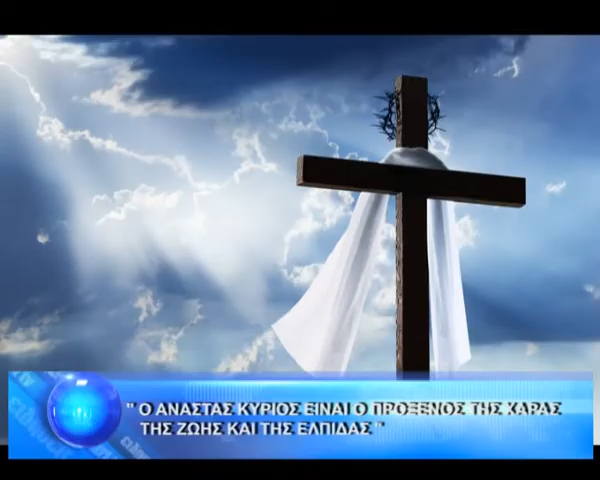 " Ο ΑΝΑΣΤΑΣ ΚΥΡΙΟΣ ΕΙΝΑΙ Ο ΠΡΟΞΕΝΟΣ ΤΗΣ ΧΑΡΑΣ
ΤΗΣ ΖΩΗΣ ΚΑΙ ΤΗΣ ΕΛΠΙΔΑΣ "